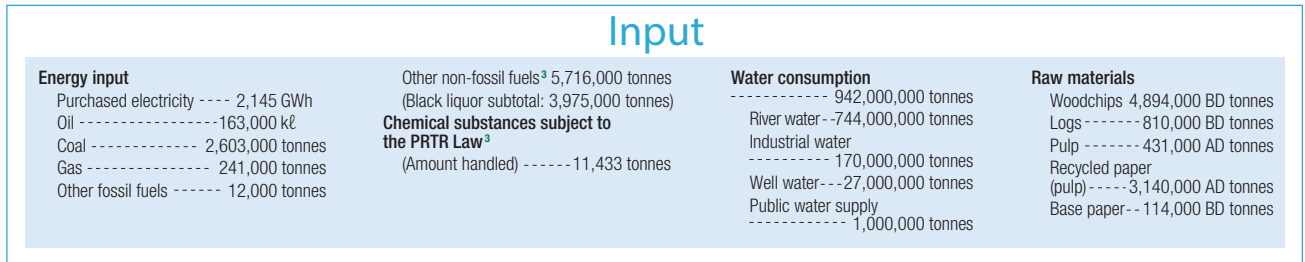 Input
Energy input
Purchased electricity ---- 2,145 GWh
Oil -----------------163,000 kℓ
Coal ------------- 2,603,000 tonnes
Gas ---------------- 241,000 tonnes
Other fossil fuels ------ 12,000 tonnes
Other non-fossil fuels³ 5,716,000 tonnes
(Black liquor subtotal: 3,975,000 tonnes)
Chemical substances subject to
the PRTR Law³
(Amount handled) ------11,433 tonnes
Water consumption
------------ 942,000,000 tonnes
River water--744,000,000 tonnes
Industrial water
---------- 170,000,000 tonnes
Well water---27,000,000 tonnes
Public water supply
------------ 1,000,000 tonnes
Raw materials
Woodchips 4,894,000 BD tonnes
Logs -------810,000 BD tonnes
Pulp ------- 431,000 AD tonnes
Recycled paper
(pulp)-----3,140,000 AD tonnes
Base paper-- 114,000 BD tonnes